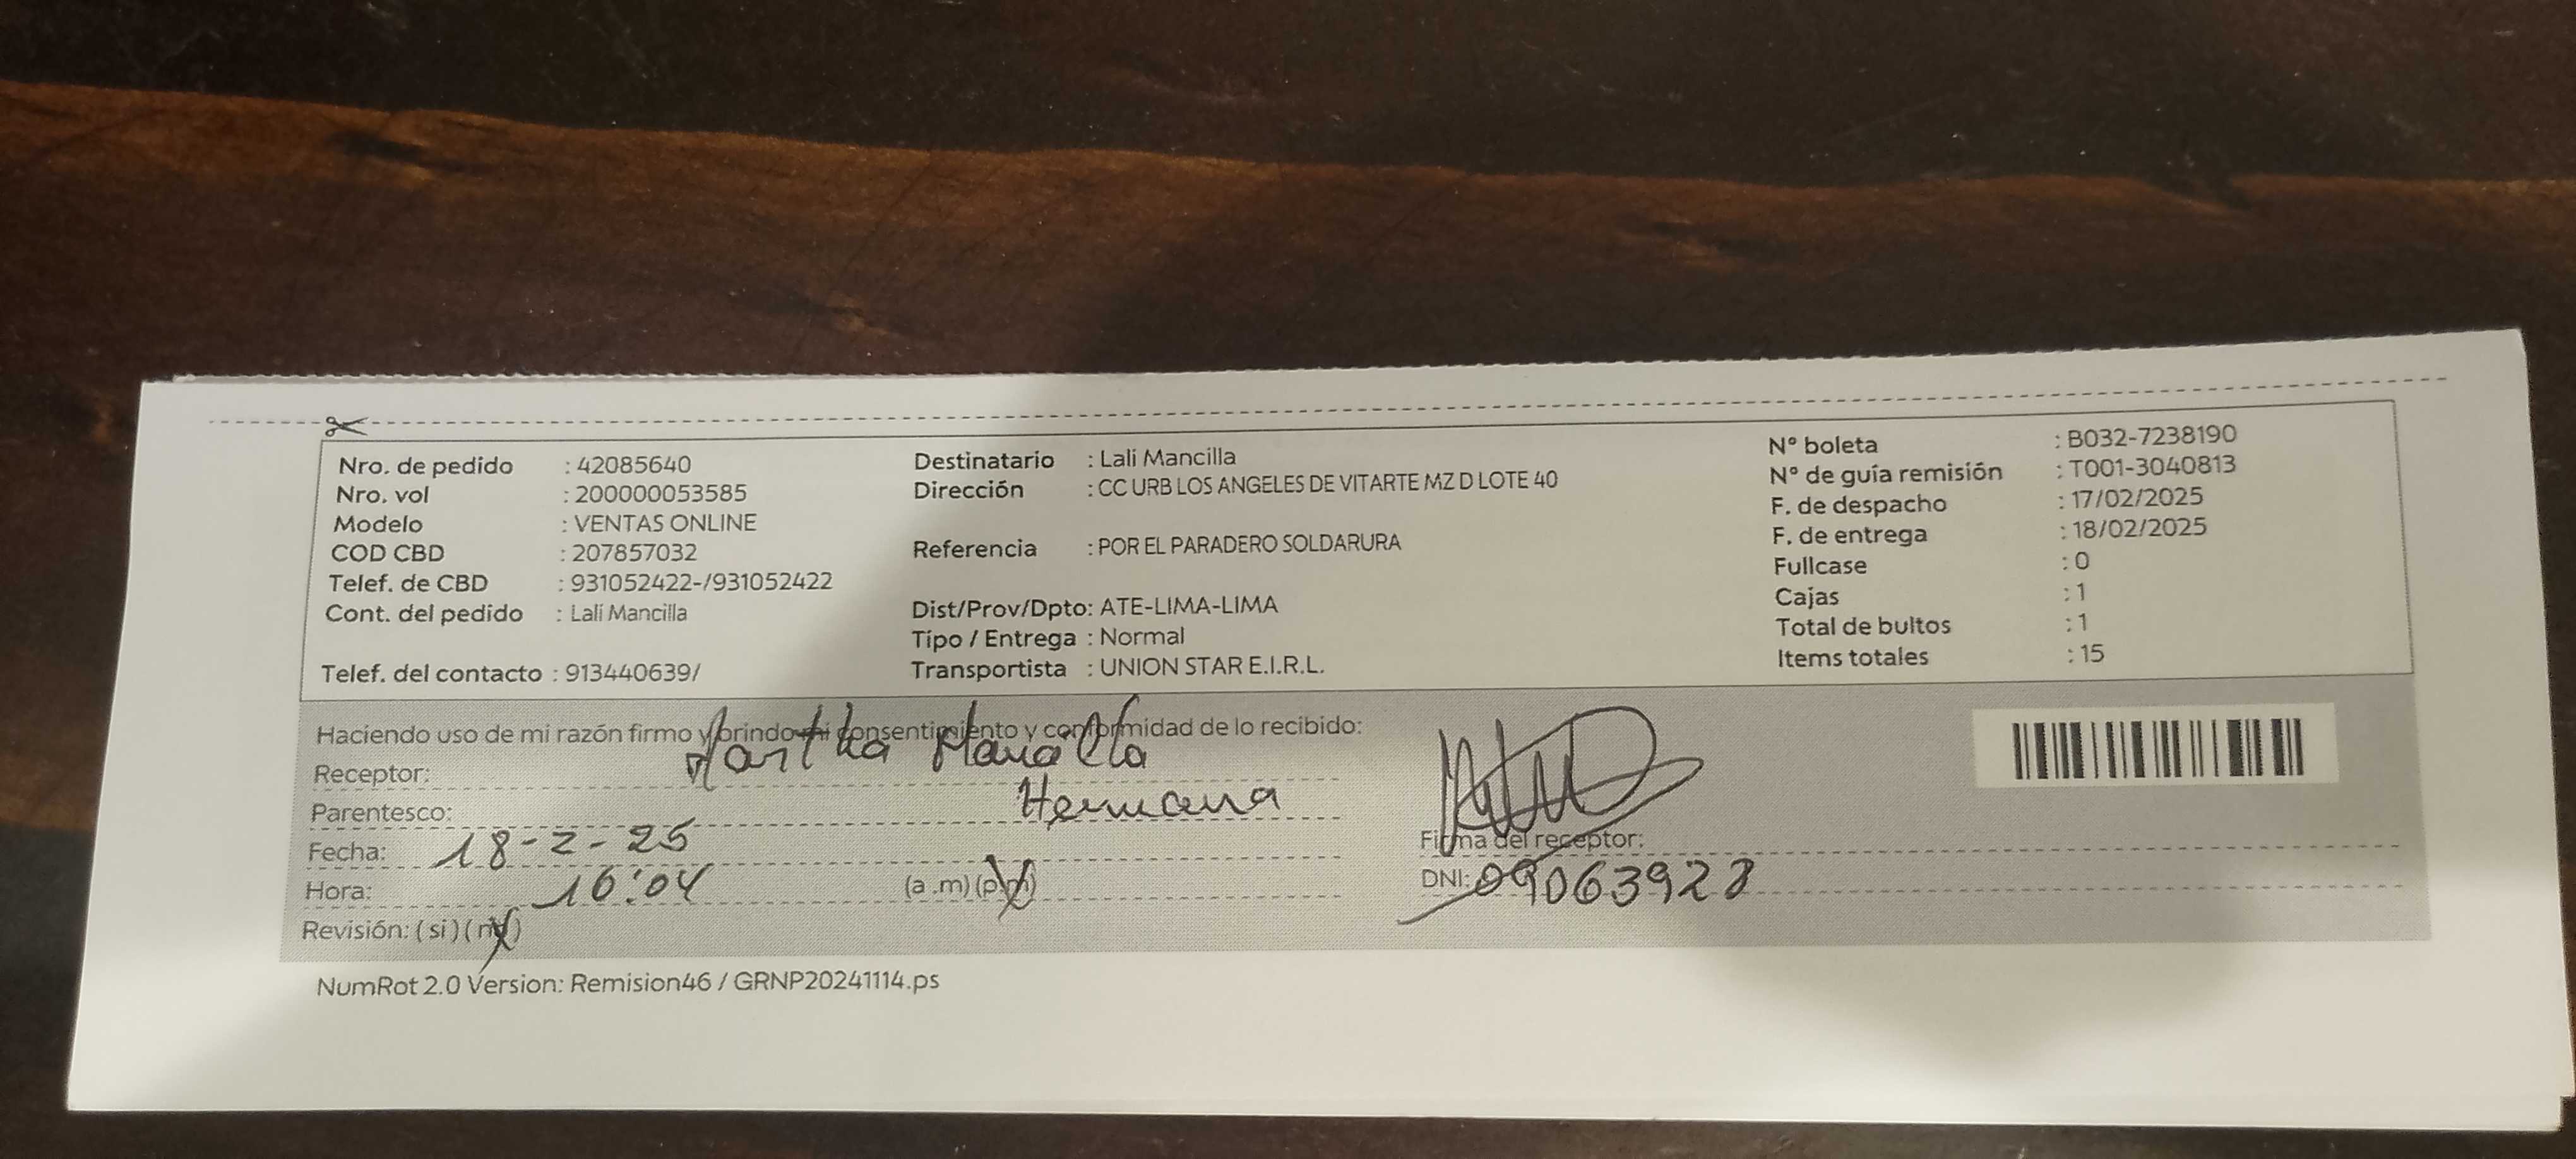 Nro. de pedido : 42085640
Nro. vol : 200000053585
Modelo : VENTAS ONLINE
COD CBD : 207857032
Telef. de CBD : 931052422-/931052422
Cont. del pedido : Lali Mancilla
Telef. del contacto : 913440639/
Destinatario : Lali Mancilla
Dirección : CC URB LOS ANGELES DE VITARTE MZ D LOTE 40
Referencia : POR EL PARADERO SOLDARURA
Dist/Prov/Dpto: ATE-LIMA-LIMA
Tipo / Entrega : Normal
Transportista : UNION STAR E.I.R.L.
N° boleta : B032-7238190
N° de guía remisión : T001-3040813
F. de despacho : 17/02/2025
F. de entrega : 18/02/2025
Fullcase : 0
Cajas : 1
Total de bultos : 1
Items totales : 15
Haciendo uso de mi razón firmo y brindo mi consentimiento y conformidad de lo recibido:
Receptor: Martha
Parentesco: Hermana
Fecha: 18-2-25
Hora: 16:04 (a .m) (p.m)
Revisión: ( si ) ( no )
Firma del receptor:
DNI: 09063928
NumRot 2.0 Version: Remision46 / GRNP20241114.ps